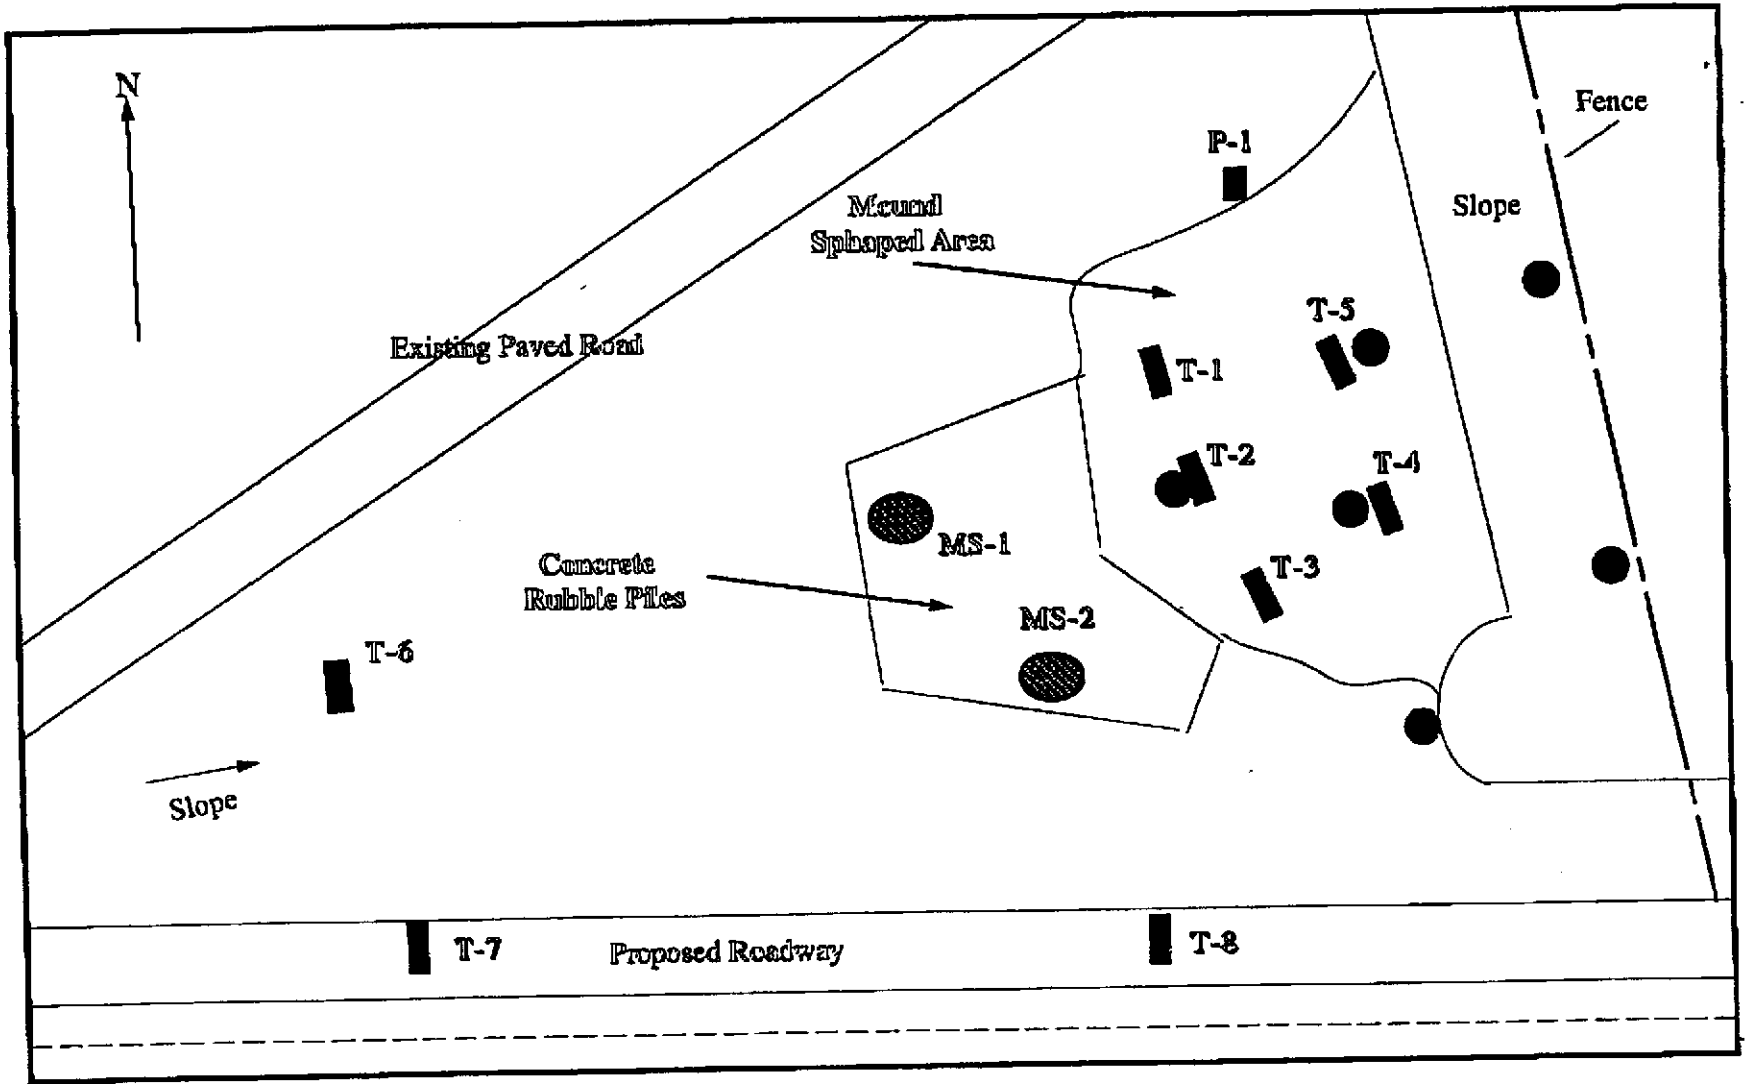 N
Fence
P-1
Mound
Sphaped Area
Slope
T-5
Existing Paved Road
T-1
T-2
T-4
MS-1
Concrete
Rubble Piles
T-3
MS-2
T-6
Slope
T-7
Proposed Roadway
T-8